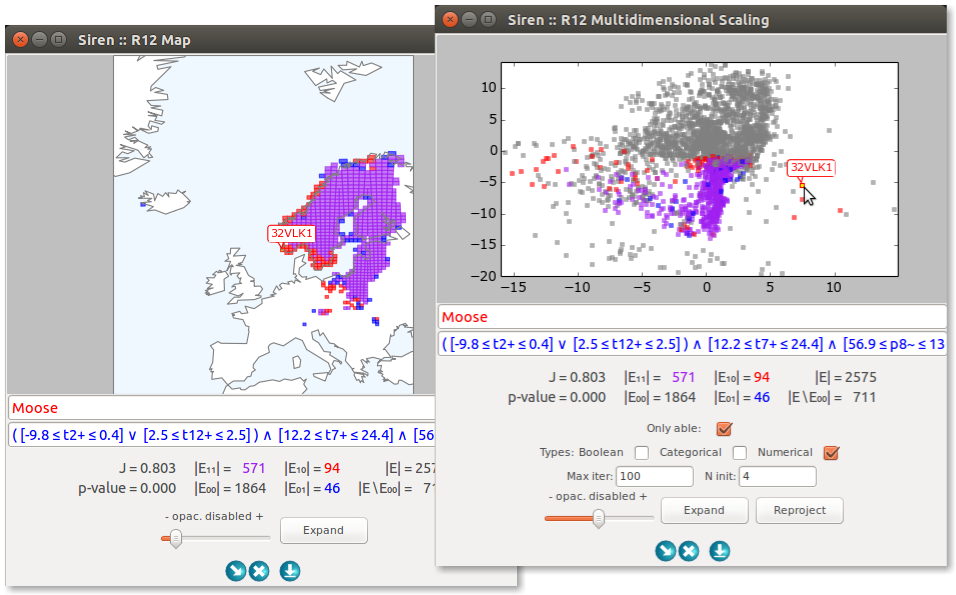 Siren :: R12 Map
32VLK1
Moose
( [-9.8 ≤ t2+ ≤ 0.4] ∨ [2.5 ≤ t12+ ≤ 2.5] ) ∧ [12.2 ≤ t7+ ≤ 24.4] ∧ [56
J = 0.803 |E₁₁| = 571 |E₁₀| = 94 |E| = 257
p-value = 0.000 |E₀₀| = 1864 |E₀₁| = 46 |E∖E₀₀| = 71
- opac. disabled +
Expand
Siren :: R12 Multidimensional Scaling
10
5
0
−5
−10
−15
−20
−15 −10 −5 0 5 10
32VLK1
Moose
( [-9.8 ≤ t2+ ≤ 0.4] ∨ [2.5 ≤ t12+ ≤ 2.5] ) ∧ [12.2 ≤ t7+ ≤ 24.4] ∧ [56.9 ≤ p8~ ≤ 13
J = 0.803 |E₁₁| = 571 |E₁₀| = 94 |E| = 2575
p-value = 0.000 |E₀₀| = 1864 |E₀₁| = 46 |E∖E₀₀| = 711
Only able:
Types: Boolean Categorical Numerical
Max iter: 100 N init: 4
- opac. disabled +
Expand Reproject